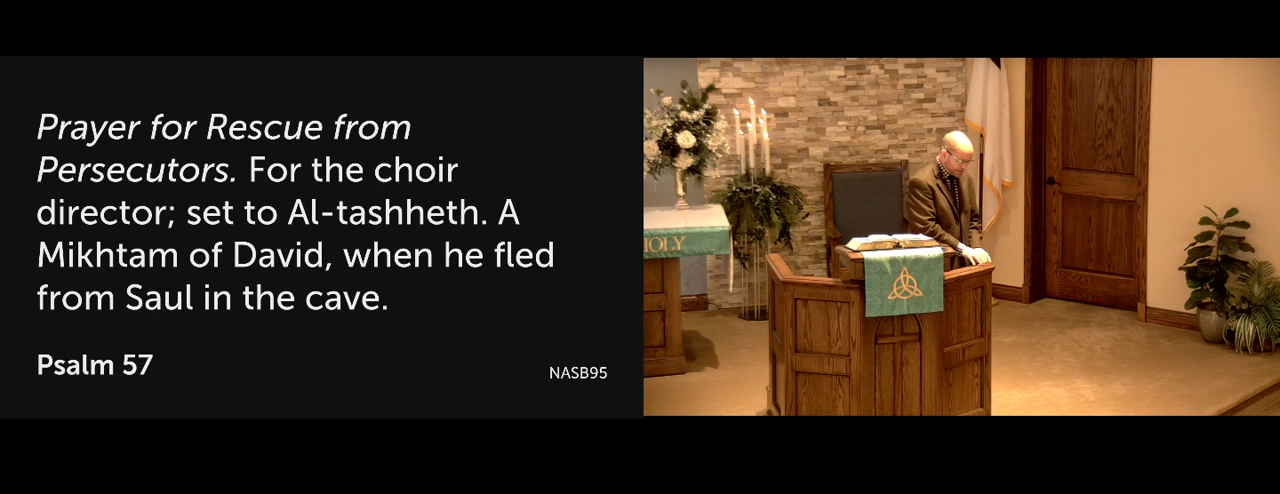 Prayer for Rescue from
Persecutors. For the choir
director; set to Al-tashheth. A
Mikhtam of David, when he fled
from Saul in the cave.
Psalm 57
NASB95
HOLY